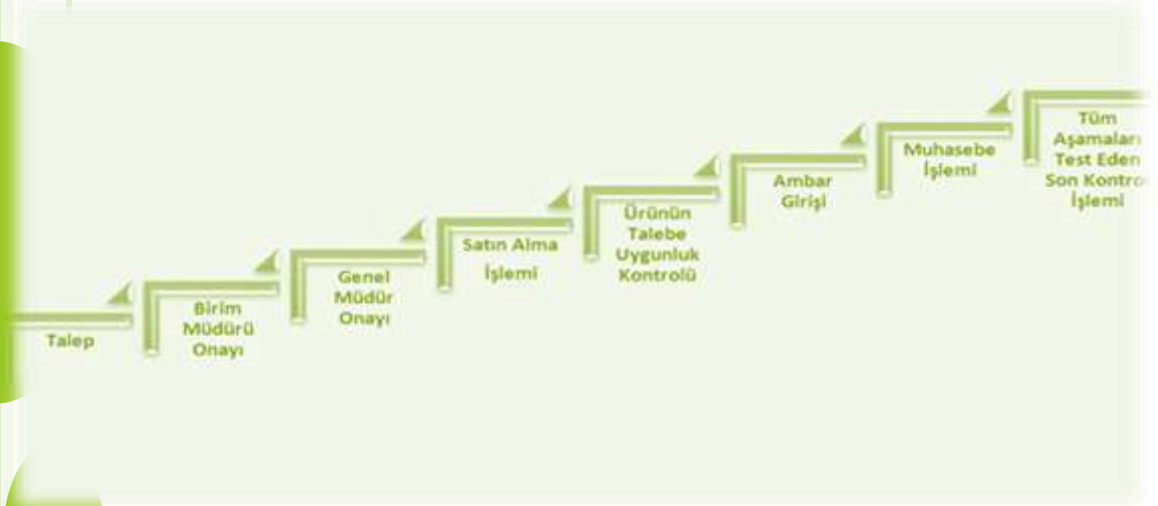 Talep
Birim
Müdürü
Onayı
Genel
Müdür
Onayı
Satın Alma
İşlemi
Ürünün
Talebe
Uygunluk
Kontrolü
Ambar
Girişi
Muhasebe
İşlemi
Tüm
Aşamaları
Test Eden
Son Kontro
İşlemi